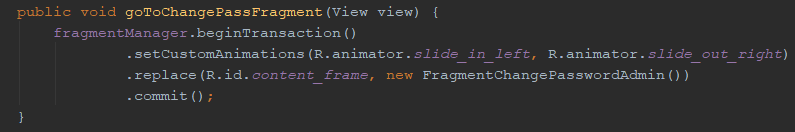 public void goToChangePassFragment(View view) {
    fragmentManager.beginTransaction()
            .setCustomAnimations(R.animator.slide_in_left, R.animator.slide_out_right)
            .replace(R.id.content_frame, new FragmentChangePasswordAdmin())
            .commit();
}